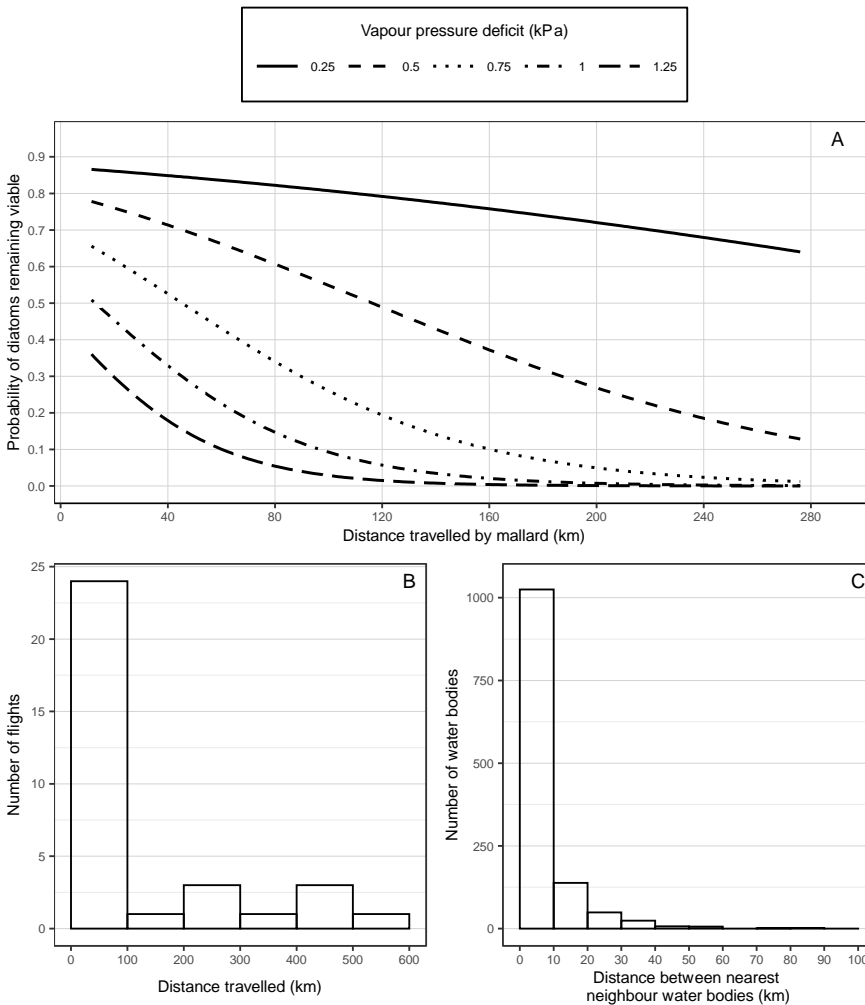 Vapour pressure deficit (kPa)
0.25 0.5 0.75 1 1.25
A
Probability of diatoms remaining viable
0.9
0.8
0.7
0.6
0.5
0.4
0.3
0.2
0.1
0.0
0 40 80 120 160 200 240 280
Distance travelled by mallard (km)
B
Number of flights
25
20
15
10
5
0
0 100 200 300 400 500 600
Distance travelled (km)
C
Number of water bodies
1000
750
500
250
0
0 10 20 30 40 50 60 70 80 90 100
Distance between nearest
neighbour water bodies (km)